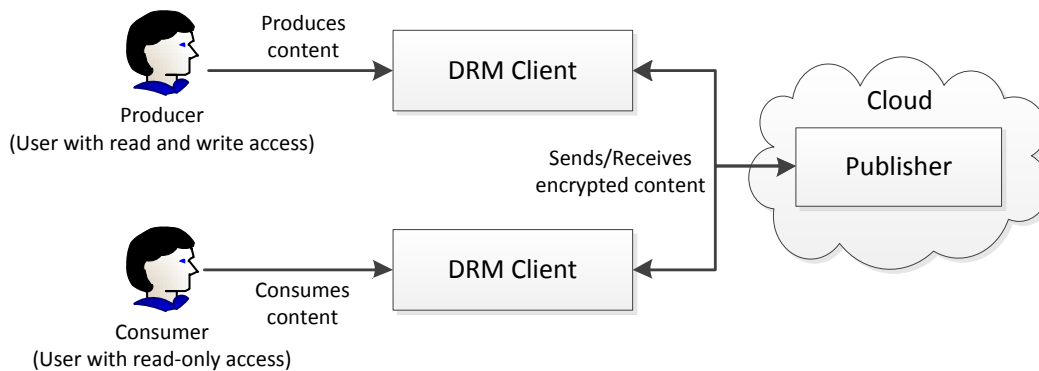 Produces
content
DRM Client
Producer
(User with read and write access)
Cloud
Publisher
Sends/Receives
encrypted content
DRM Client
Consumes
content
Consumer
(User with read-only access)